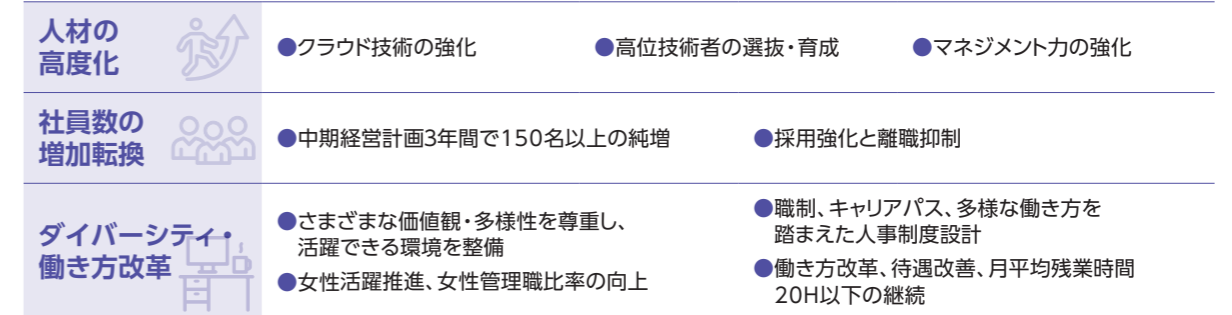 人材の
高度化
●クラウド技術の強化
●高位技術者の選抜・育成
●マネジメント力の強化
社員数の
増加転換
●中期経営計画3年間で150名以上の純増
●採用強化と離職抑制
ダイバーシティ・
働き方改革
●さまざまな価値観・多様性を尊重し、
活躍できる環境を整備
●女性活躍推進、女性管理職比率の向上
●職制、キャリアパス、多様な働き方を
踏まえた人事制度設計
●働き方改革、待遇改善、月平均残業時間
20H以下の継続